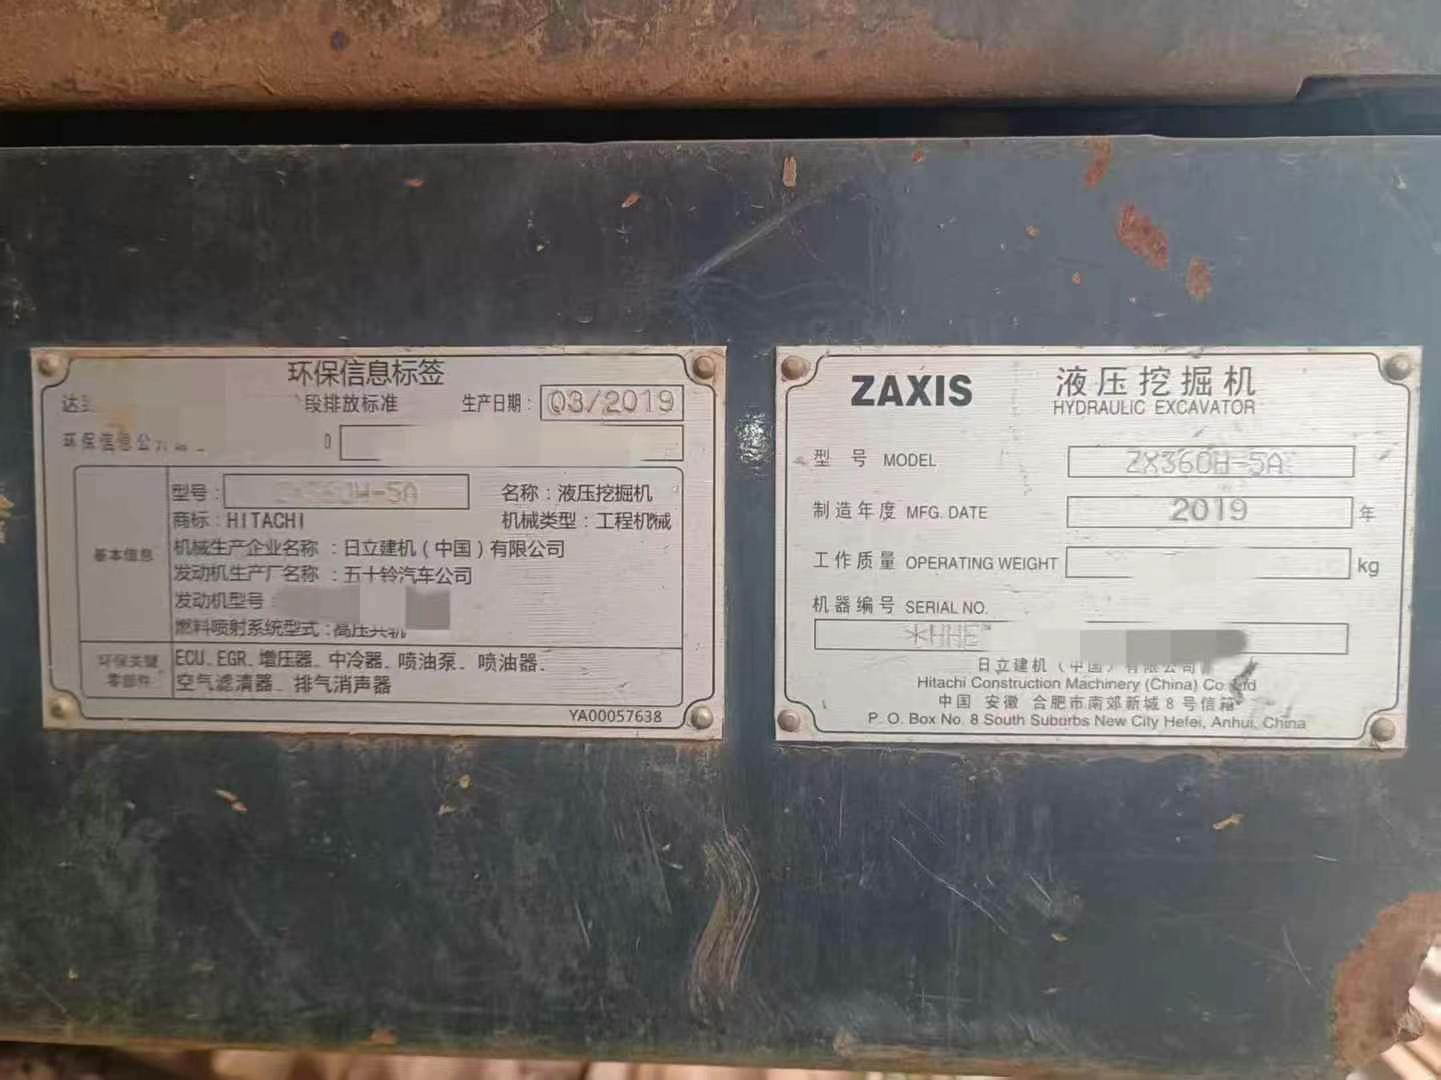 环保信息标签
段排放标准 生产日期： 03/2019
环保信息公
型号： ZX360H-5A 名称：液压挖掘机
商标：HITACHI 机械类型：工程机械
基本信息
机械生产企业名称：日立建机（中国）有限公司
发动机生产厂名称：五十铃汽车公司
发动机型号：
燃料喷射系统型式：高压共轨
环保关键 ECU、EGR、增压器、中冷器、喷油泵、喷油器、
零部件 空气滤清器、排气消声器
YA00057638
ZAXIS 液压挖掘机
HYDRAULIC EXCAVATOR
型号 MODEL ZX360H-5A
制造年度 MFG. DATE 2019 年
工作质量 OPERATING WEIGHT kg
机器编号 SERIAL NO.
*HHE
日立建机（中国）有限公司
Hitachi Construction Machinery (China) Co Ltd
中国 安徽 合肥市南郊新城8号信箱
P. O. Box No. 8 South Suburbs New City Hefei, Anhui, China